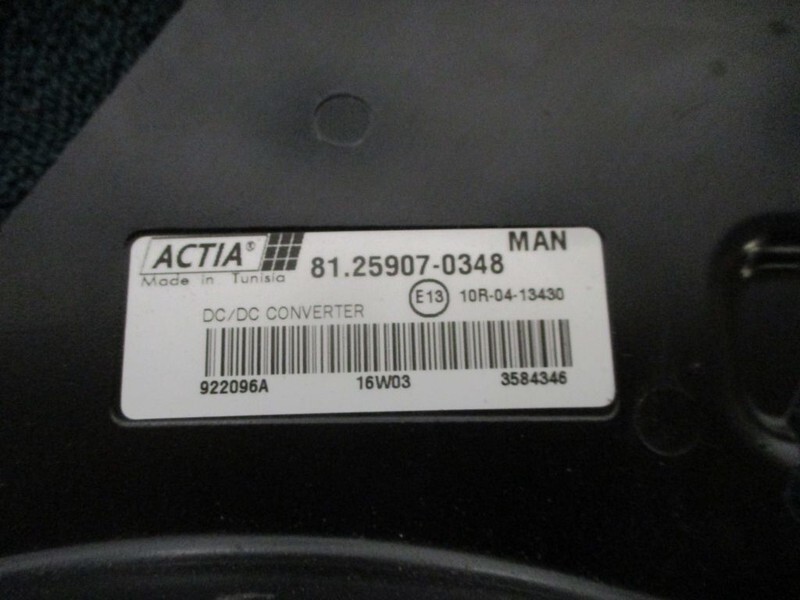 ACTIA®
MAN
Made in Tunisia
81.25907-0348
E13 10R-04-13430
DC/DC CONVERTER
922096A 16W03 3584346